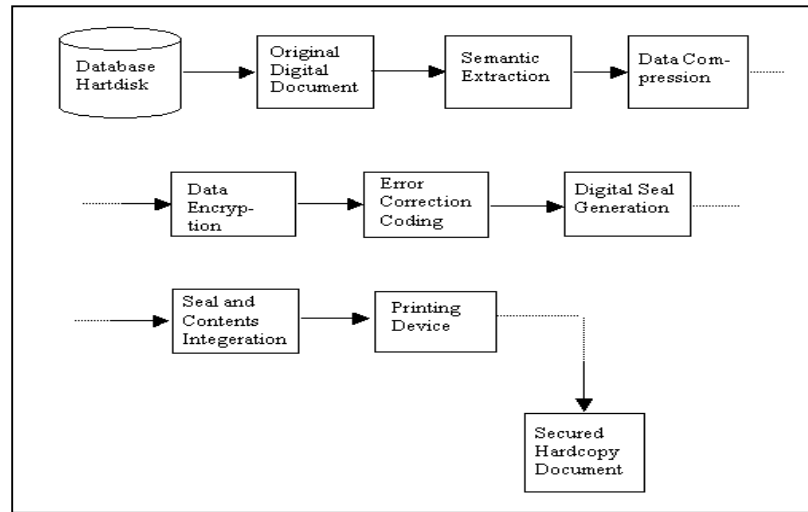 Database
Hartdisk
Original
Digital
Document
Semantic
Extraction
Data Com-
pression
Data
Encryp-
tion
Error
Correction
Coding
Digital Seal
Generation
Seal and
Contents
Integeration
Printing
Device
Secured
Hardcopy
Document